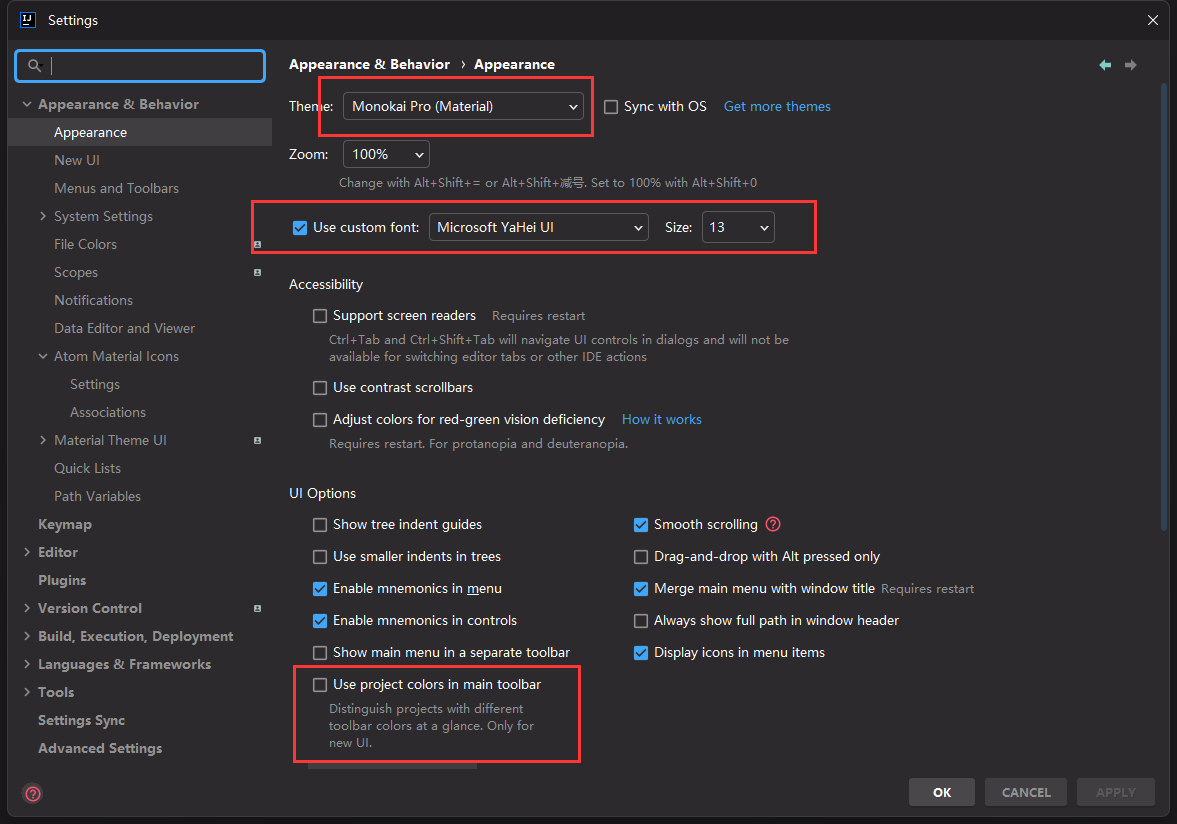 Settings
Appearance & Behavior
Appearance
New UI
Menus and Toolbars
System Settings
File Colors
Scopes
Notifications
Data Editor and Viewer
Atom Material Icons
Settings
Associations
Material Theme UI
Quick Lists
Path Variables
Keymap
Editor
Plugins
Version Control
Build, Execution, Deployment
Languages & Frameworks
Tools
Settings Sync
Advanced Settings
Appearance & Behavior › Appearance
Theme: Monokai Pro (Material) Sync with OS Get more themes
Zoom: 100%
Change with Alt+Shift+= or Alt+Shift+减号. Set to 100% with Alt+Shift+0
Use custom font: Microsoft YaHei UI Size: 13
Accessibility
Support screen readers Requires restart
Ctrl+Tab and Ctrl+Shift+Tab will navigate UI controls in dialogs and will not be
available for switching editor tabs or other IDE actions
Use contrast scrollbars
Adjust colors for red-green vision deficiency How it works
Requires restart. For protanopia and deuteranopia.
UI Options
Show tree indent guides
Smooth scrolling
Use smaller indents in trees
Drag-and-drop with Alt pressed only
Enable mnemonics in menu
Merge main menu with window title Requires restart
Enable mnemonics in controls
Always show full path in window header
Show main menu in a separate toolbar
Display icons in menu items
Use project colors in main toolbar
Distinguish projects with different
toolbar colors at a glance. Only for
new UI.
OK CANCEL APPLY